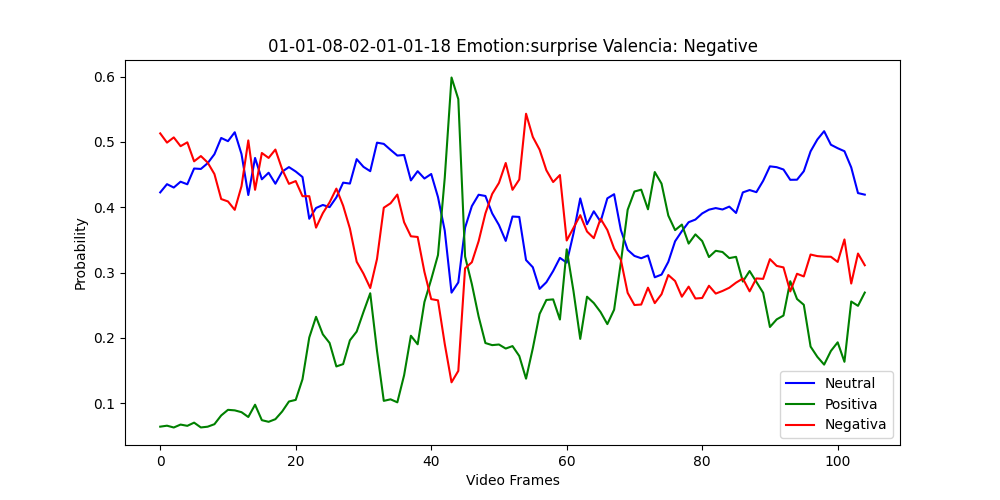 01-01-08-02-01-01-18 Emotion:surprise Valencia: Negative
Probability
0.6
0.5
0.4
0.3
0.2
0.1
0 20 40 60 80 100
Video Frames
Neutral
Positiva
Negativa